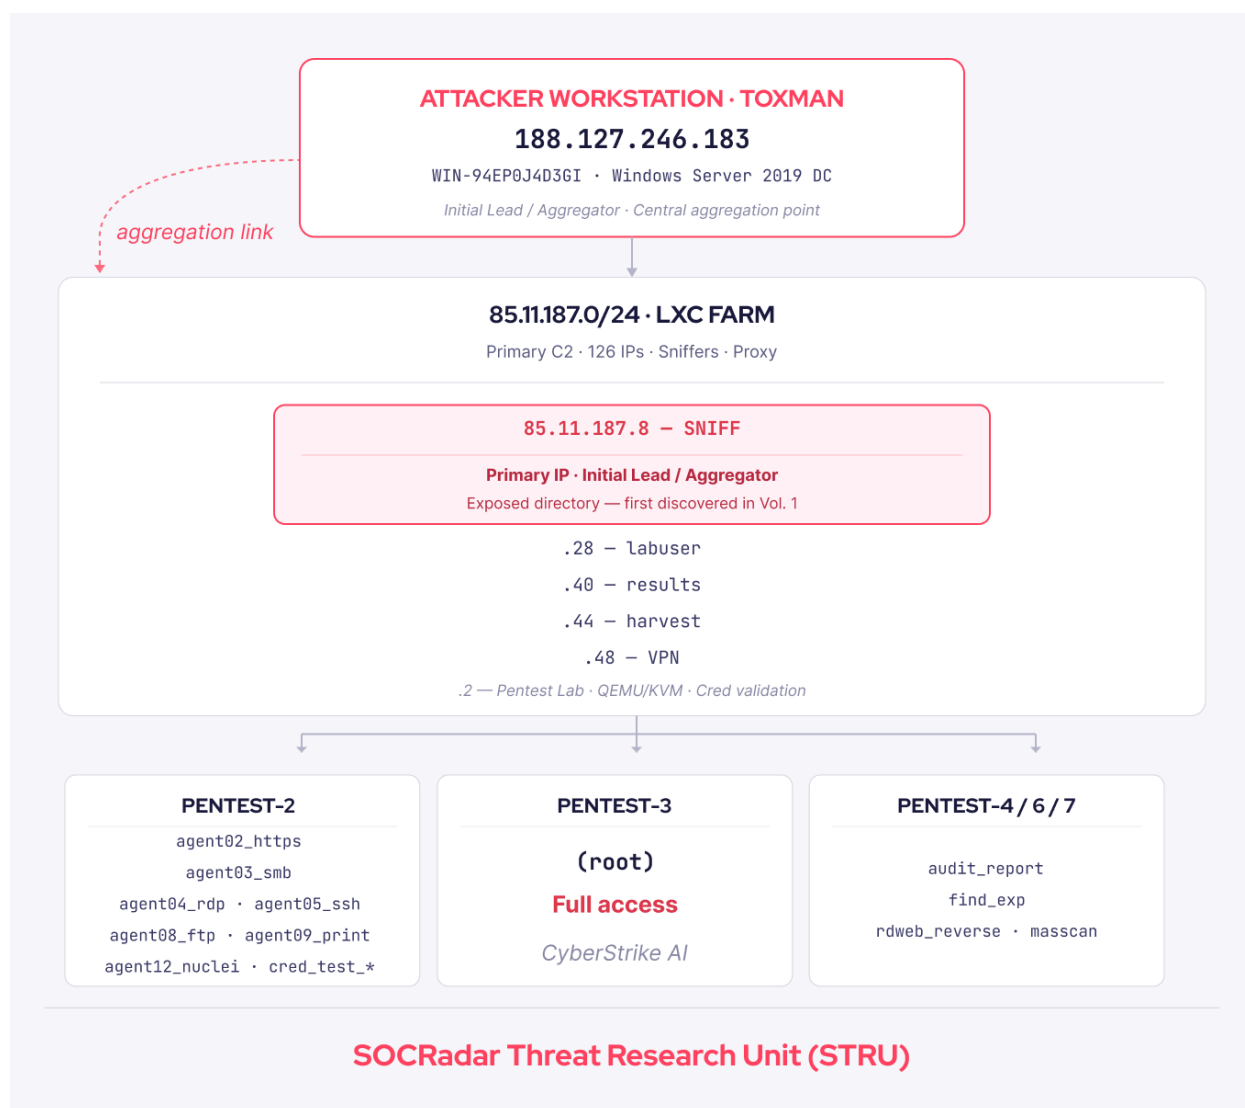 ATTACKER WORKSTATION · TOXMAN
188.127.246.183
WIN-94EP0J4D3GI · Windows Server 2019 DC
Initial Lead / Aggregator · Central aggregation point
aggregation link
85.11.187.0/24 · LXC FARM
Primary C2 · 126 IPs · Sniffers · Proxy
85.11.187.8 — SNIFF
Primary IP · Initial Lead / Aggregator
Exposed directory — first discovered in Vol. 1
.28 — labuser
.40 — results
.44 — harvest
.48 — VPN
.2 — Pentest Lab · QEMU/KVM · Cred validation
PENTEST-2
agent02_https
agent03_smb
agent04_rdp · agent05_ssh
agent08_ftp · agent09_print
agent12_nuclei · cred_test_*
PENTEST-3
(root)
Full access
CyberStrike AI
PENTEST-4 / 6 / 7
audit_report
find_exp
rdweb_reverse · masscan
SOCRadar Threat Research Unit (STRU)